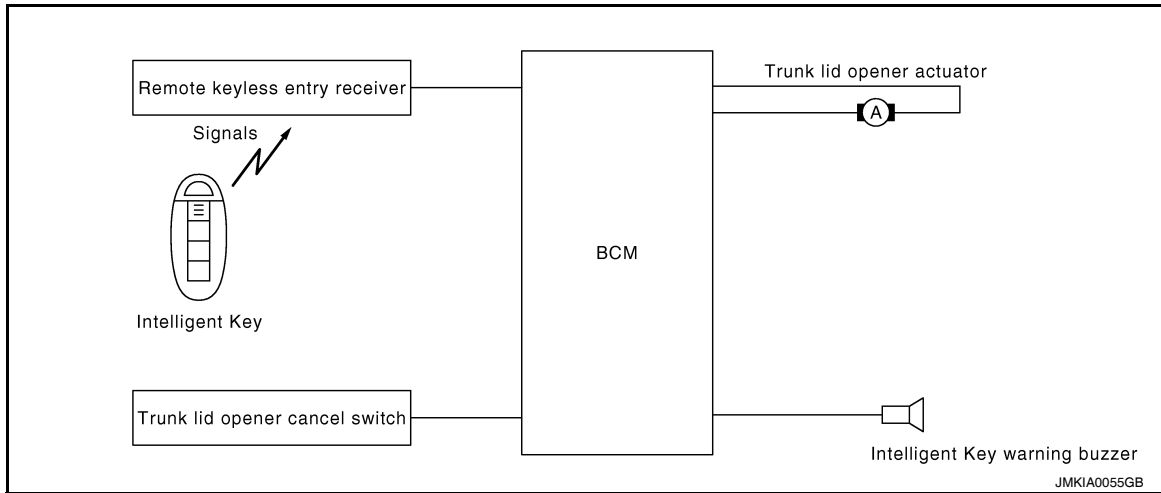 Remote keyless entry receiver
Signals
Intelligent Key
Trunk lid opener cancel switch
BCM
Trunk lid opener actuator
A
Intelligent Key warning buzzer
JMKIA0055GB